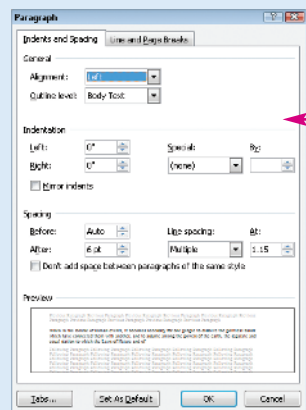 Paragraph
Indents and Spacing Line and Page Breaks
General
Alignment: Left
Outline level: Body Text
Indentation
Left: 0" Special: By:
Right: 0" (none)
Mirror indents
Spacing
Before: Auto Line spacing: At:
After: 6 pt Multiple 1.15
Don't add space between paragraphs of the same style
Preview
Tabs... Set As Default OK Cancel